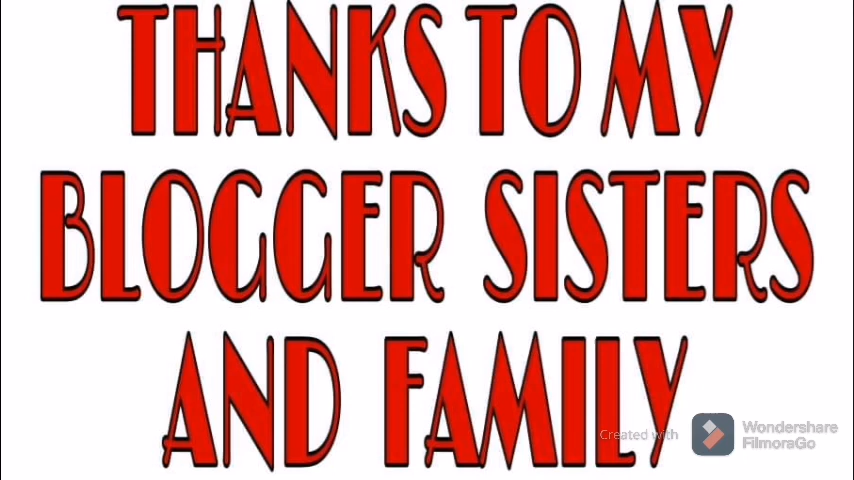 THANKS TO MY
BLOGGER SISTERS
AND FAMILY
Created with
Wondershare
FilmoraGo